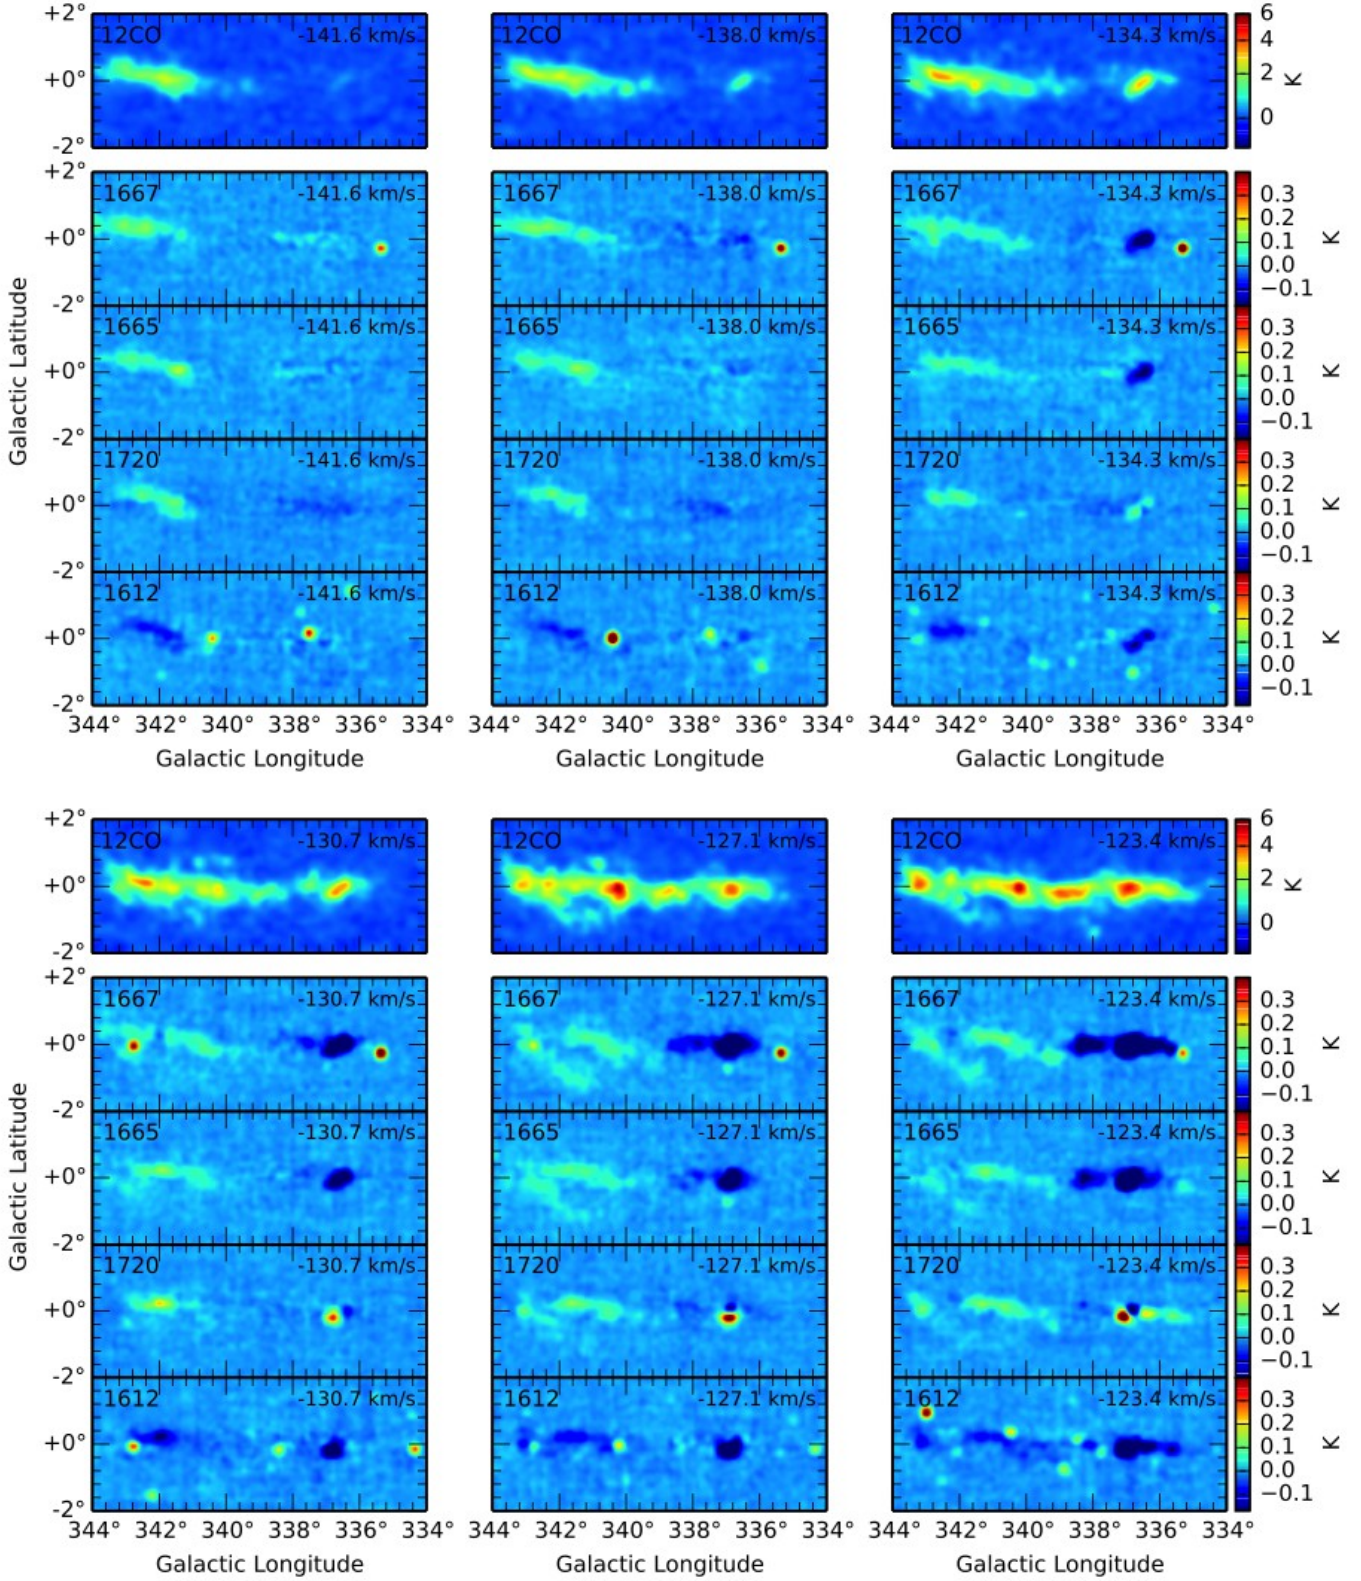 +2°
12CO -141.6 km/s
12CO -138.0 km/s
12CO -134.3 km/s
6
4
2
0
K
+0°
-2°
+2°
1667 -141.6 km/s
1667 -138.0 km/s
1667 -134.3 km/s
0.3
0.2
0.1
0.0
−0.1
K
+0°
-2°
1665 -141.6 km/s
1665 -138.0 km/s
1665 -134.3 km/s
0.3
0.2
0.1
0.0
−0.1
K
+0°
-2°
Galactic Latitude
1720 -141.6 km/s
1720 -138.0 km/s
1720 -134.3 km/s
0.3
0.2
0.1
0.0
−0.1
K
+0°
-2°
1612 -141.6 km/s
1612 -138.0 km/s
1612 -134.3 km/s
0.3
0.2
0.1
0.0
−0.1
K
+0°
-2°
344° 342° 340° 338° 336° 334°
344° 342° 340° 338° 336° 334°
344° 342° 340° 338° 336° 334°
Galactic Longitude
Galactic Longitude
Galactic Longitude
+2°
12CO -130.7 km/s
12CO -127.1 km/s
12CO -123.4 km/s
6
4
2
0
K
+0°
-2°
+2°
1667 -130.7 km/s
1667 -127.1 km/s
1667 -123.4 km/s
0.3
0.2
0.1
0.0
−0.1
K
+0°
-2°
1665 -130.7 km/s
1665 -127.1 km/s
1665 -123.4 km/s
0.3
0.2
0.1
0.0
−0.1
K
+0°
-2°
Galactic Latitude
1720 -130.7 km/s
1720 -127.1 km/s
1720 -123.4 km/s
0.3
0.2
0.1
0.0
−0.1
K
+0°
-2°
1612 -130.7 km/s
1612 -127.1 km/s
1612 -123.4 km/s
0.3
0.2
0.1
0.0
−0.1
K
+0°
-2°
344° 342° 340° 338° 336° 334°
344° 342° 340° 338° 336° 334°
344° 342° 340° 338° 336° 334°
Galactic Longitude
Galactic Longitude
Galactic Longitude